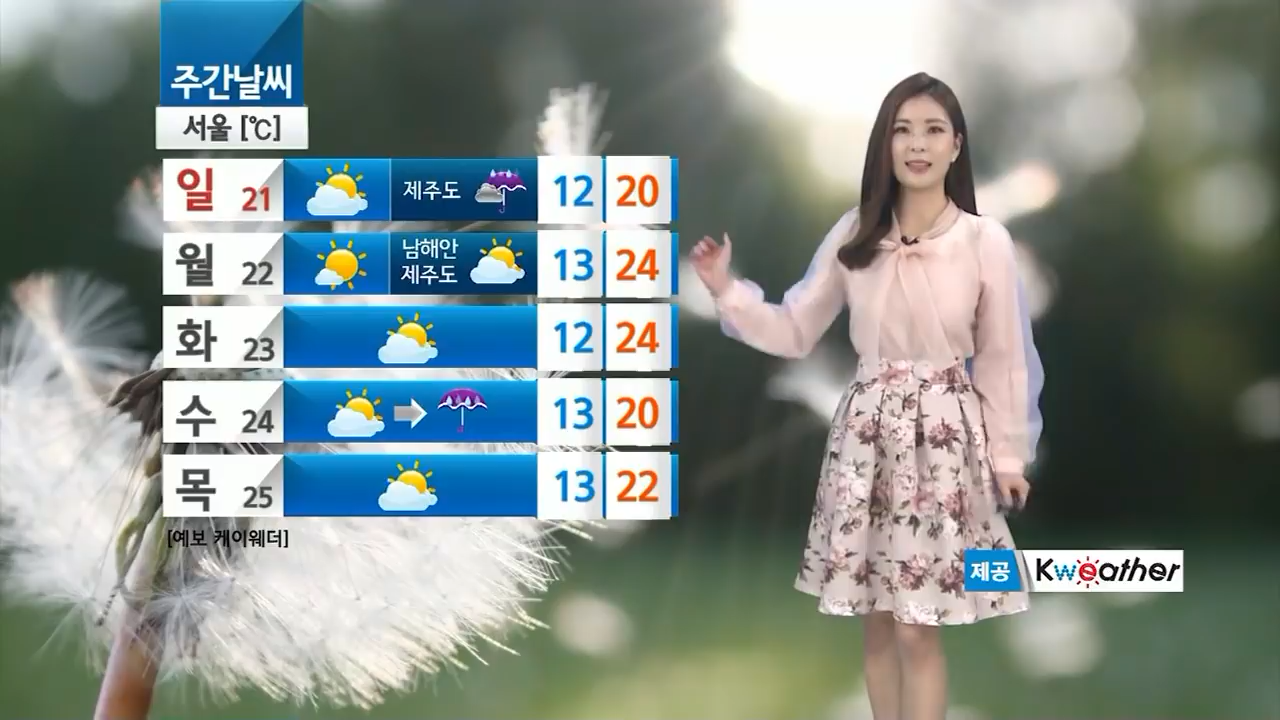 주간날씨
서울 [℃]
일 21 제주도 12 20
월 22 남해안 제주도 13 24
화 23 12 24
수 24 13 20
목 25 13 22
[예보 케이웨더]
제공 Kweather